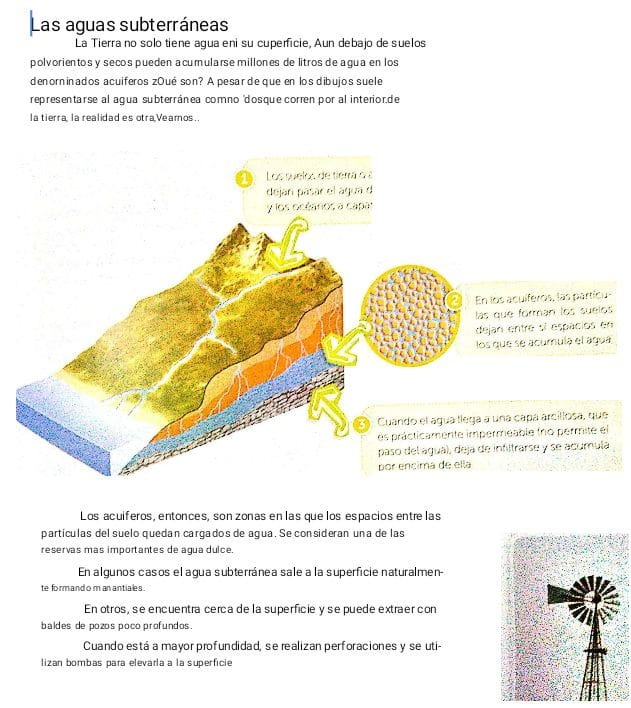 Las aguas subterráneas
La Tierra no solo tiene agua eni su cuperficie, Aun debajo de suelos
polvorientos y secos pueden acumularse millones de litros de agua en los
denorninados acuiferos zOué son? A pesar de que en los dibujos suele
representarse al agua subterránea comno 'dosque corren por al interior.de
la tierra, la realidad es otra,Vearnos..
1 Los suelos de tierra o a
dejan pasar el agua d
y los océanos a capa
2 En los acuíferos, las partícu-
las que forman los suelos
dejan entre sí espacios en
los que se acumula el agua.
3 Cuando el agua llega a una capa arcillosa, que
es prácticamente impermeable (no permite el
paso del agua), deja de infiltrarse y se acumula
por encima de ella.
Los acuiferos, entonces, son zonas en las que los espacios entre las
partículas del suelo quedan cargados de agua. Se consideran una de las
reservas mas importantes de agua dulce.
En algunos casos el agua subterránea sale a la superficie naturalmen-
te formando manantiales.
En otros, se encuentra cerca de la superficie y se puede extraer con
baldes de pozos poco profundos.
Cuando está a mayor profundidad, se realizan perforaciones y se uti-
lizan bombas para elevarla a la superficie